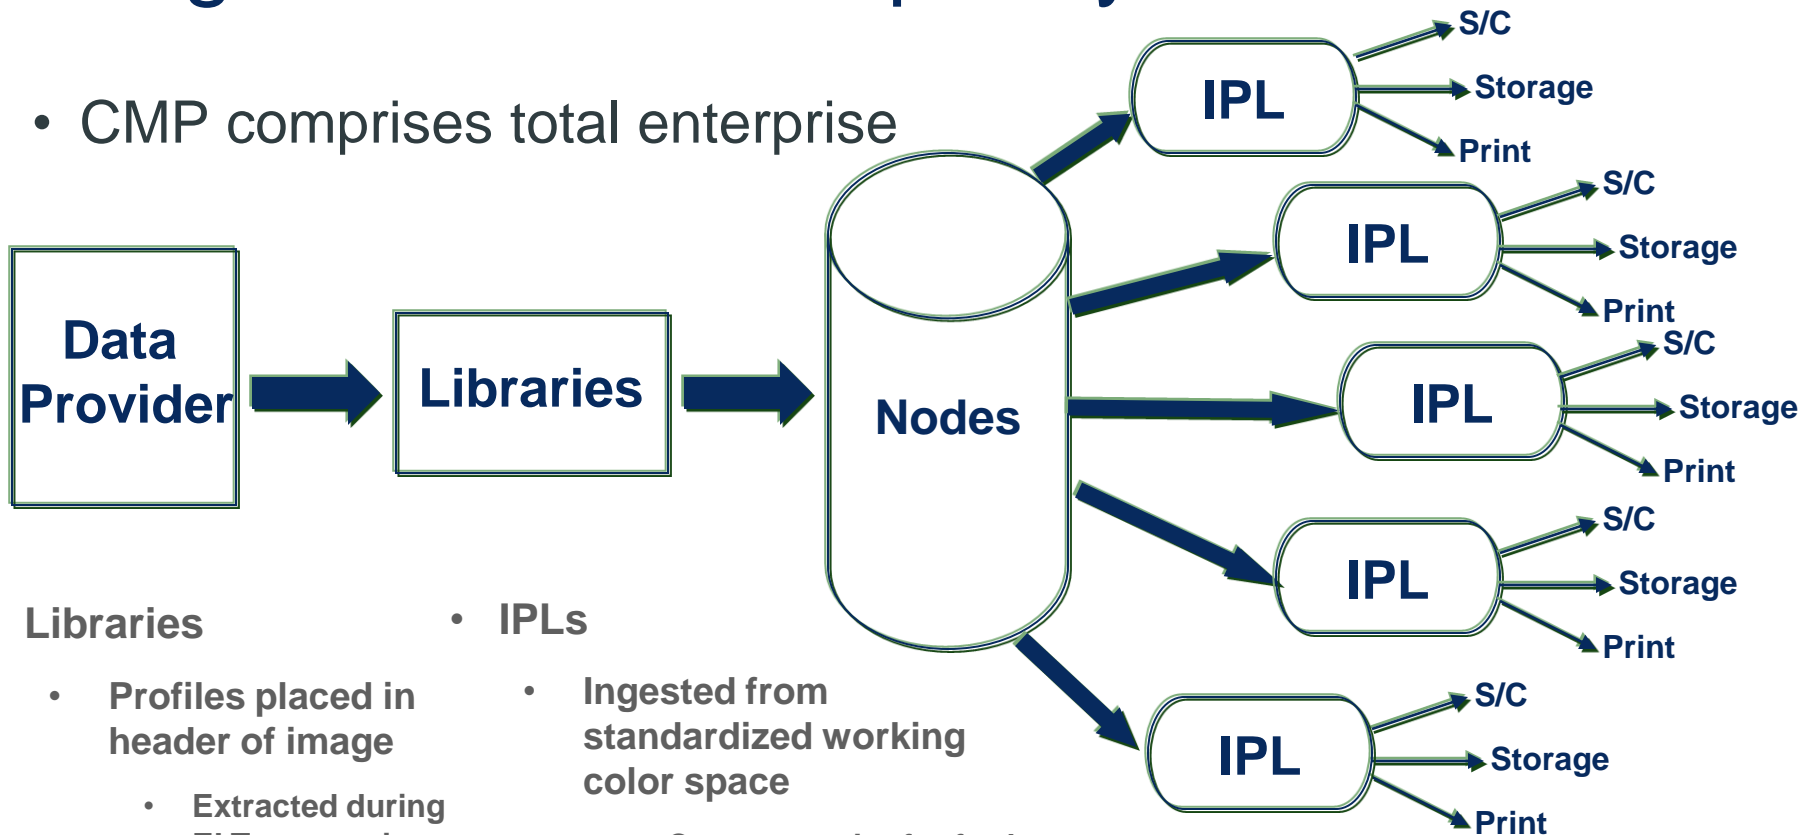 • CMP comprises total enterprise
Data
Provider
Libraries
Nodes
IPL
S/C
Storage
Print
IPL
S/C
Storage
Print
IPL
S/C
Storage
Print
IPL
S/C
Storage
Print
IPL
S/C
Storage
Print
Libraries
• Profiles placed in
header of image
• Extracted during
• IPLs
• Ingested from
standardized working
color space